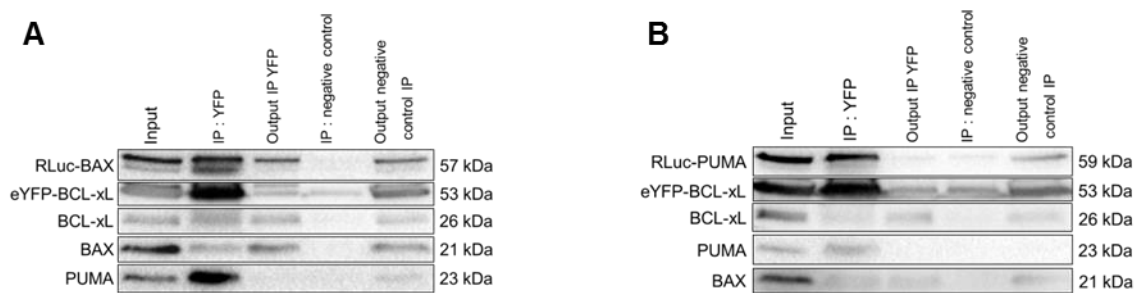 A
Input
IP : YFP
Output IP YFP
IP : negative control
Output negative
control IP
RLuc-BAX 57 kDa
eYFP-BCL-xL 53 kDa
BCL-xL 26 kDa
BAX 21 kDa
PUMA 23 kDa
B
Input
IP : YFP
Output IP YFP
IP : negative control
Output negative
control IP
RLuc-PUMA 59 kDa
eYFP-BCL-xL 53 kDa
BCL-xL 26 kDa
PUMA 23 kDa
BAX 21 kDa